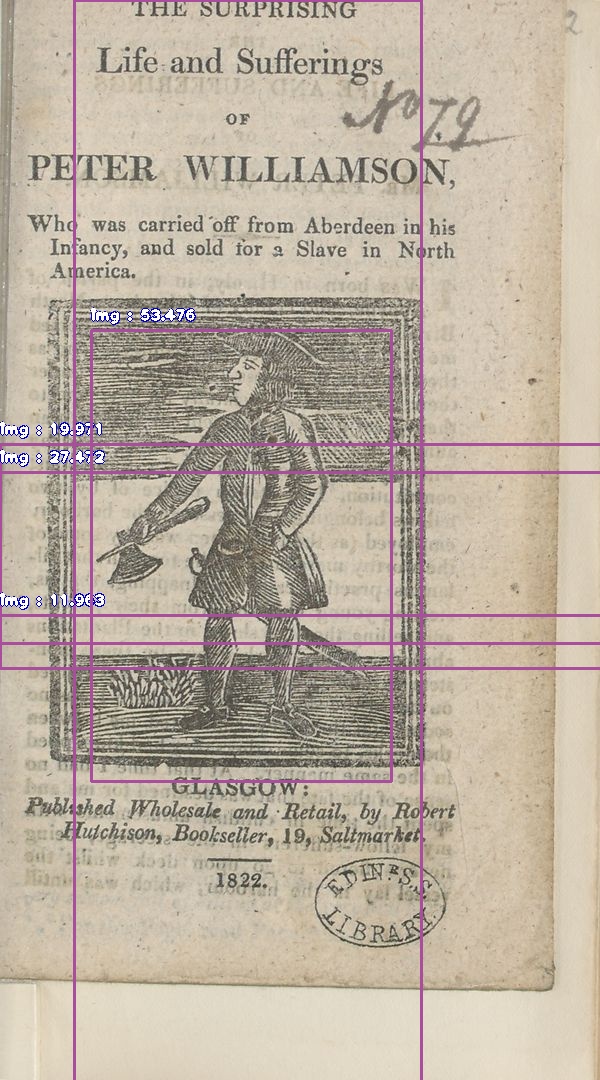 THE SURPRISING
Life and Sufferings
OF
No 79
PETER WILLIAMSON,
Who was carried off from Aberdeen in his
Infancy, and sold for a Slave in North
America.
Img : 53.476
Img : 19.971
Img : 27.472
Img : 11.963
GLASGOW:
Published Wholesale and Retail, by Robert
Hutchison, Bookseller, 19, Saltmarket.
1822.
EDINR. S.S.
LIBRARY
2